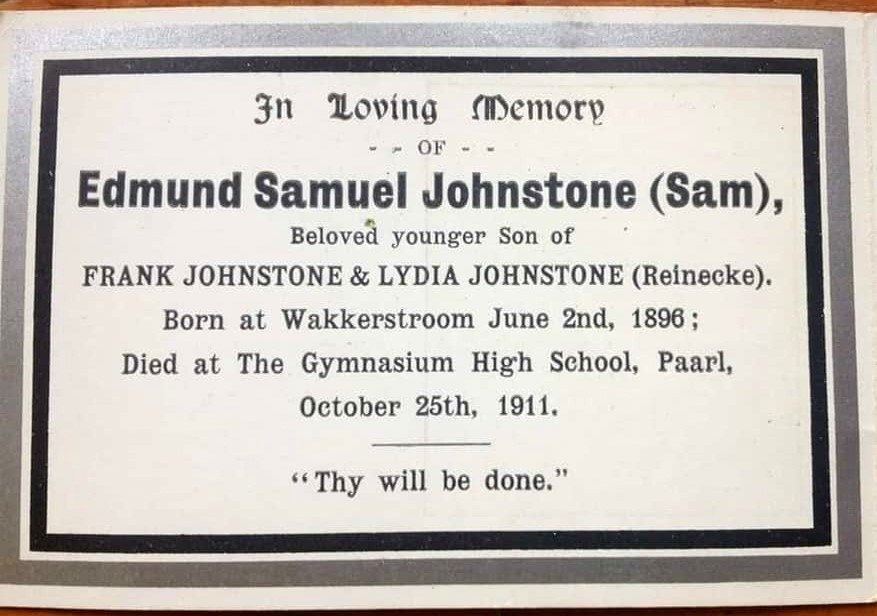 In Loving Memory
- - OF - -
Edmund Samuel Johnstone (Sam),
Beloved younger Son of
FRANK JOHNSTONE & LYDIA JOHNSTONE (Reinecke).
Born at Wakkerstroom June 2nd, 1896;
Died at The Gymnasium High School, Paarl,
October 25th, 1911.
“Thy will be done.”